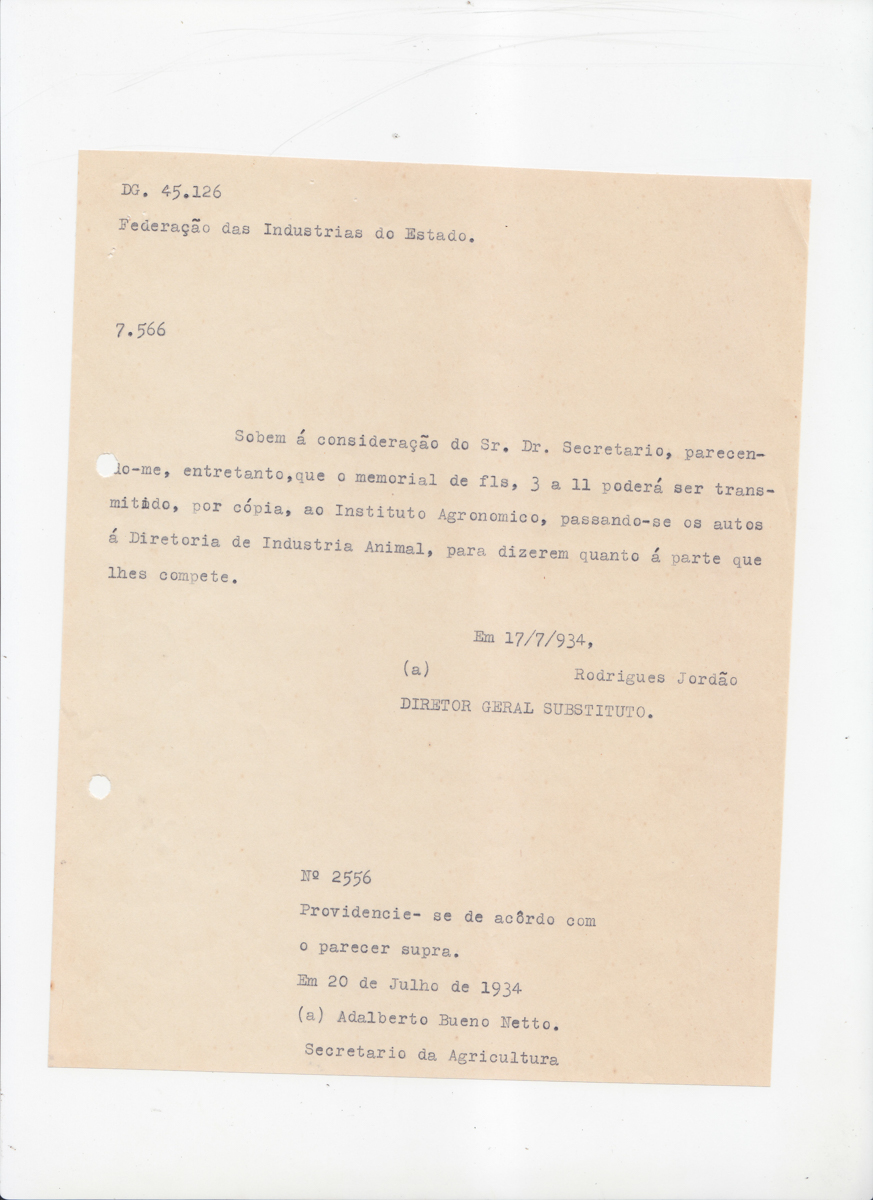 DG. 45.126
Federação das Industrias do Estado.
7.566
Sobem á consideração do Sr. Dr. Secretario, parecen-
do-me, entretanto,que o memorial de fls, 3 a 11 poderá ser trans-
mitido, por cópia, ao Instituto Agronomico, passando-se os autos
á Diretoria de Industria Animal, para dizerem quanto á parte que
lhes compete.
Em 17/7/934,
(a) Rodrigues Jordão
DIRETOR GERAL SUBSTITUTO.
Nº 2556
Providencie- se de acôrdo com
o parecer supra.
Em 20 de Julho de 1934
(a) Adalberto Bueno Netto.
Secretario da Agricultura